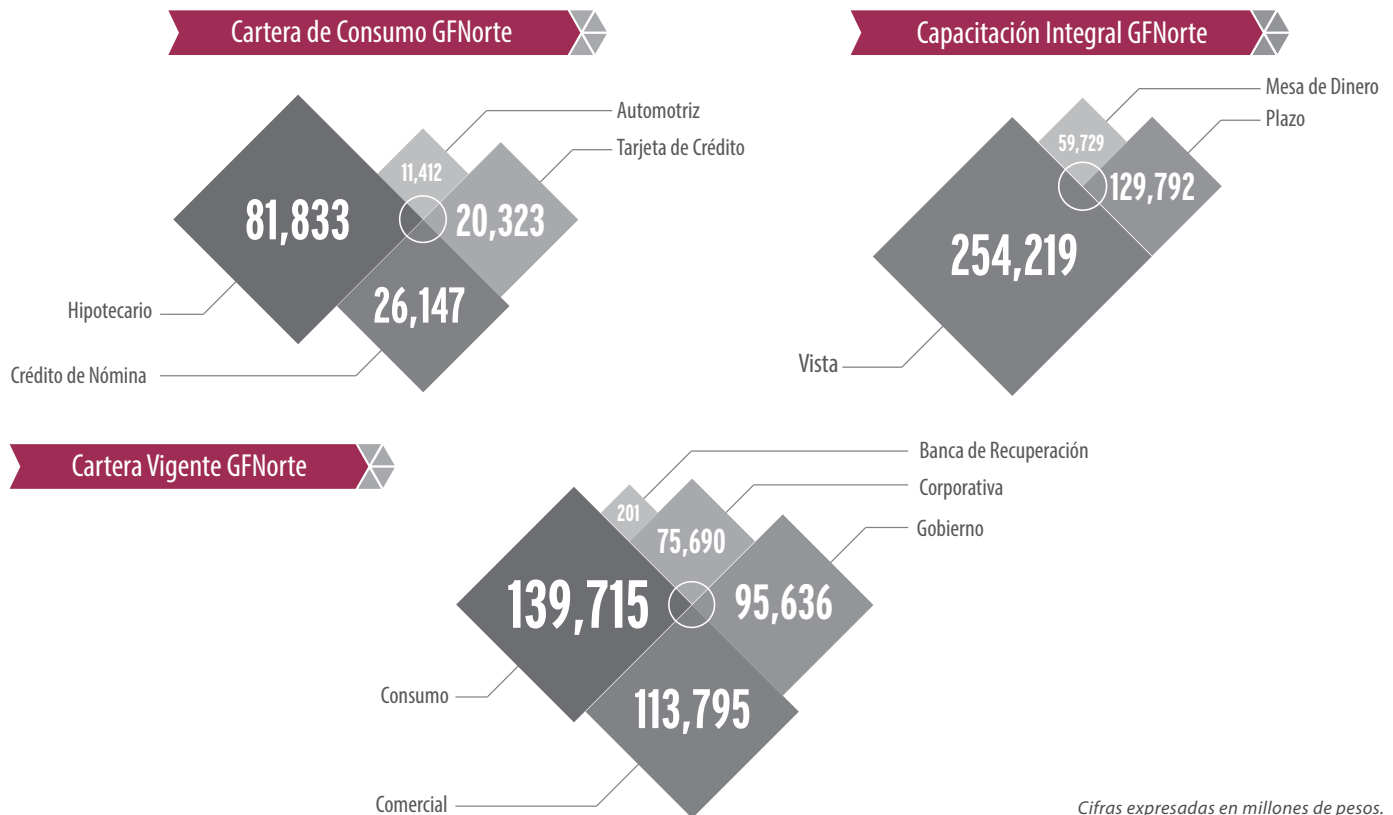 Cartera de Consumo GFNorte
Automotriz
Tarjeta de Crédito
11,412
81,833
20,323
26,147
Hipotecario
Crédito de Nómina
Capacitación Integral GFNorte
Mesa de Dinero
Plazo
59,729
129,792
254,219
Vista
Cartera Vigente GFNorte
Banca de Recuperación
Corporativa
Gobierno
201
75,690
139,715
95,636
Consumo
113,795
Comercial
Cifras expresadas en millones de pesos.